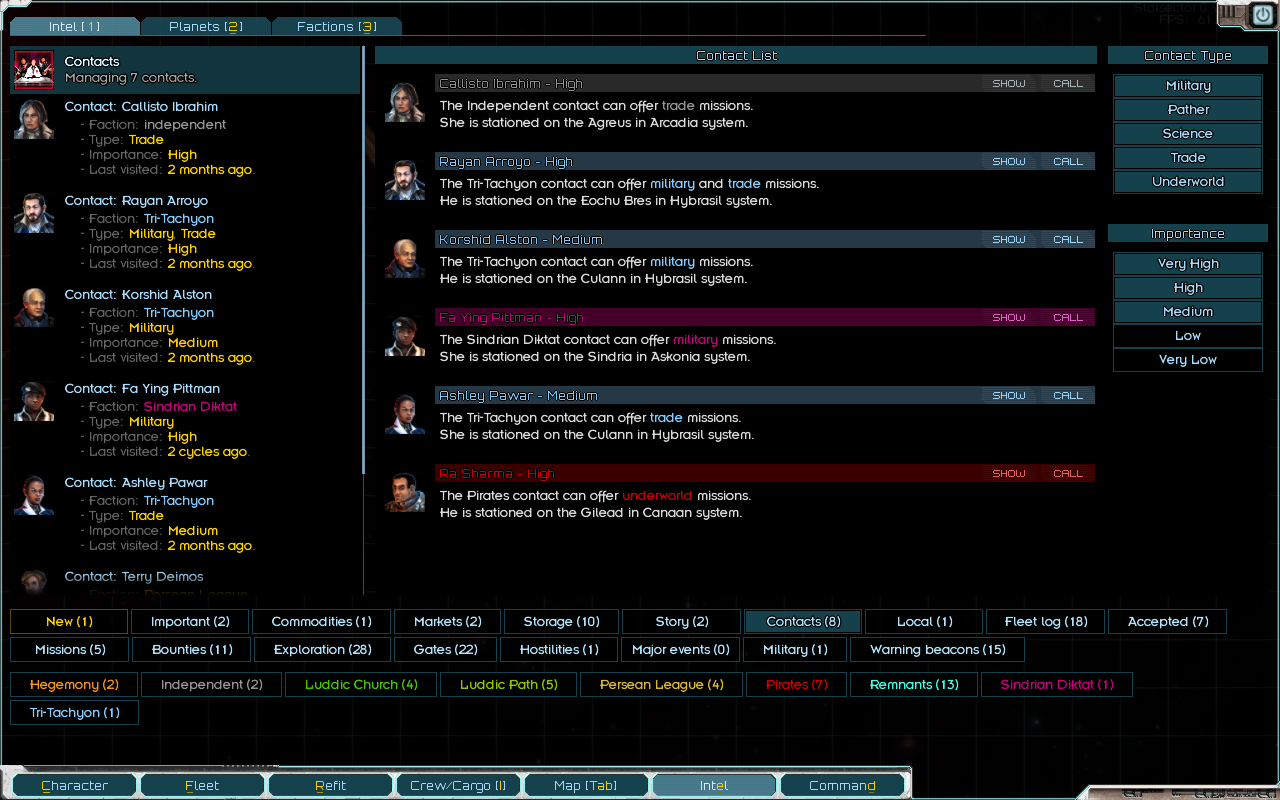 Intel [ 1] Planets [2] Factions [3]
Contacts
Managing 7 contacts.
Contact: Callisto Ibrahim
- Faction: independent
- Type: Trade
- Importance: High
- Last visited: 2 months ago.
Contact: Rayan Arroyo
- Faction: Tri-Tachyon
- Type: Military, Trade
- Importance: High
- Last visited: 2 months ago.
Contact: Korshid Alston
- Faction: Tri-Tachyon
- Type: Military
- Importance: Medium
- Last visited: 2 months ago.
Contact: Fa Ying Pittman
- Faction: Sindrian Diktat
- Type: Military
- Importance: High
- Last visited: 2 cycles ago.
Contact: Ashley Pawar
- Faction: Tri-Tachyon
- Type: Trade
- Importance: Medium
- Last visited: 2 months ago.
Contact: Terry Deimos
- Faction: Persean League
Contact List
Callisto Ibrahim - High SHOW CALL
The Independent contact can offer trade missions.
She is stationed on the Agreus in Arcadia system.
Rayan Arroyo - High SHOW CALL
The Tri-Tachyon contact can offer military and trade missions.
He is stationed on the Eochu Bres in Hybrasil system.
Korshid Alston - Medium SHOW CALL
The Tri-Tachyon contact can offer military missions.
He is stationed on the Culann in Hybrasil system.
Fa Ying Pittman - High SHOW CALL
The Sindrian Diktat contact can offer military missions.
She is stationed on the Sindria in Askonia system.
Ashley Pawar - Medium SHOW CALL
The Tri-Tachyon contact can offer trade missions.
She is stationed on the Culann in Hybrasil system.
Ra Sharma - High SHOW CALL
The Pirates contact can offer underworld missions.
He is stationed on the Gilead in Canaan system.
Contact Type
Military
Pather
Science
Trade
Underworld
Importance
Very High
High
Medium
Low
Very Low
New (1) Important (2) Commodities (1) Markets (2) Storage (10) Story (2) Contacts (8) Local (1) Fleet log (18) Accepted (7)
Missions (5) Bounties (11) Exploration (28) Gates (22) Hostilities (1) Major events (0) Military (1) Warning beacons (15)
Hegemony (2) Independent (2) Luddic Church (4) Luddic Path (5) Persean League (4) Pirates (7) Remnants (13) Sindrian Diktat (1)
Tri-Tachyon (1)
Character Fleet Refit Crew/Cargo [I] Map [Tab] Intel Command